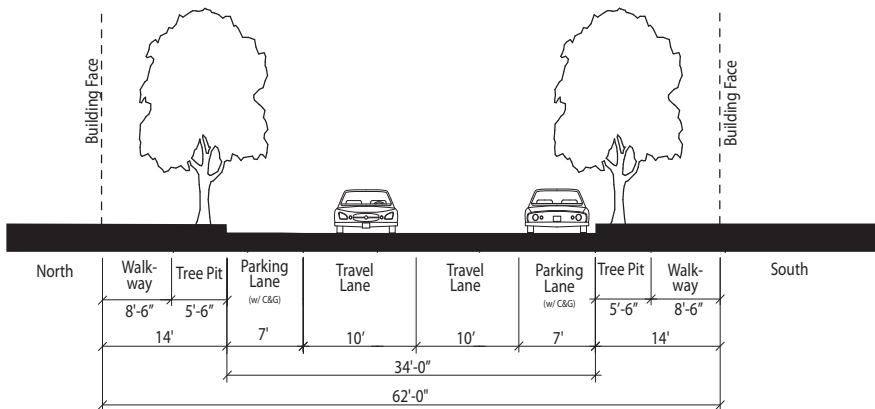 Building Face
Building Face
North
Walk-
way
Tree Pit
Parking
Lane
(w/ C&G)
Travel
Lane
Travel
Lane
Parking
Lane
(w/ C&G)
Tree Pit
Walk-
way
South
8'-6"
5'-6"
5'-6"
8'-6"
14'
7'
10'
10'
7'
14'
34'-0"
62'-0"